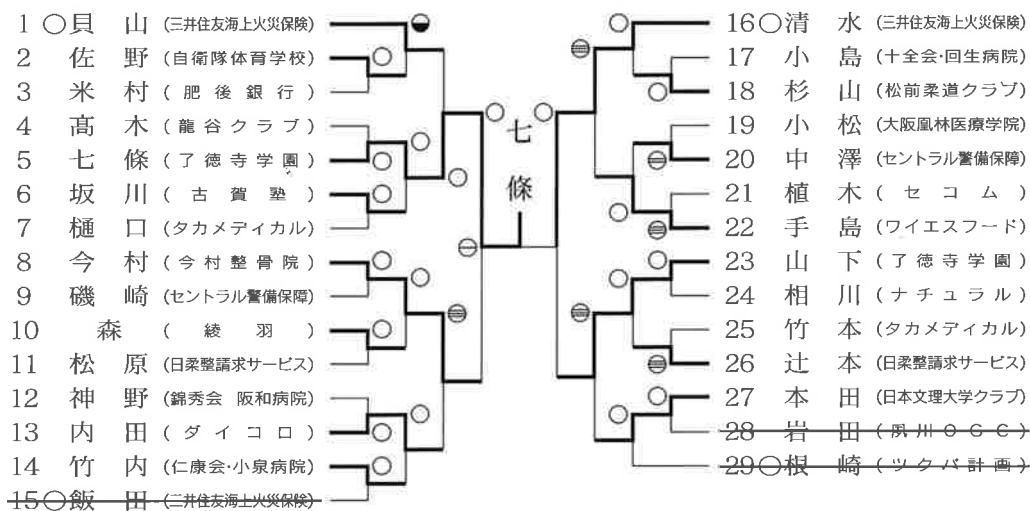 1 ○貝山 (三井住友海上火災保険)
2 佐野 (自衛隊体育学校)
3 米村 (肥後銀行)
4 髙木 (龍谷クラブ)
5 七條 (了徳寺学園)
6 坂川 (古賀塾)
7 樋口 (タカメディカル)
8 今村 (今村整骨院)
9 磯崎 (セントラル警備保障)
10 森 (綾羽)
11 松原 (日柔整請求サービス)
12 神野 (錦秀会 阪和病院)
13 内田 (ダイコロ)
14 竹内 (仁康会・小泉病院)
15○飯田 (三井住友海上火災保険)
七條
16○清水 (三井住友海上火災保険)
17 小島 (十全会・回生病院)
18 杉山 (松前柔道クラブ)
19 小松 (大阪凰林医療学院)
20 中澤 (セントラル警備保障)
21 植木 (セコム)
22 手島 (ワイエスフード)
23 山下 (了徳寺学園)
24 相川 (ナチュラル)
25 竹本 (タカメディカル)
26 辻本 (日柔整請求サービス)
27 本田 (日本文理大学クラブ)
28 岩田 (夙川OGC)
29○根崎 (ツクバ計画)